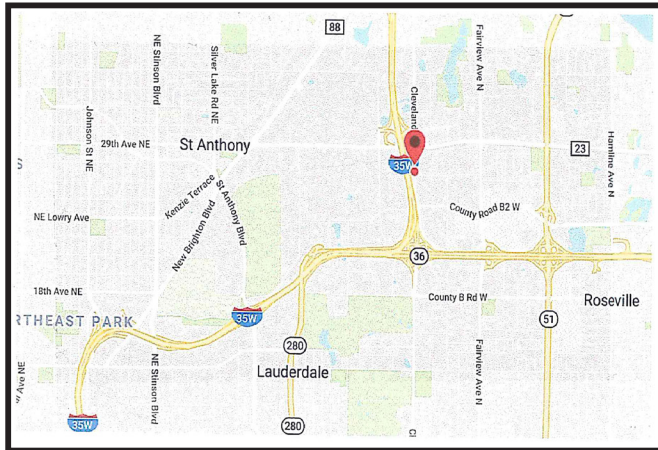 88
NE Stinson Blvd
Silver Lake Rd NE
Fairview Ave N
Cleveland
Johnson St NE
29th Ave NE
St Anthony
23
Hamline Ave N
35W
Kenzie Terrace
St Anthony Blvd
NE Lowry Ave
New Brighton Blvd
County Road B2 W
36
18th Ave NE
County B Rd W
Roseville
RTHEAST PARK
35W
51
280
NE Stinson Blvd
Lauderdale
Fairview Ave N
Ave NE
35W
280
Cl